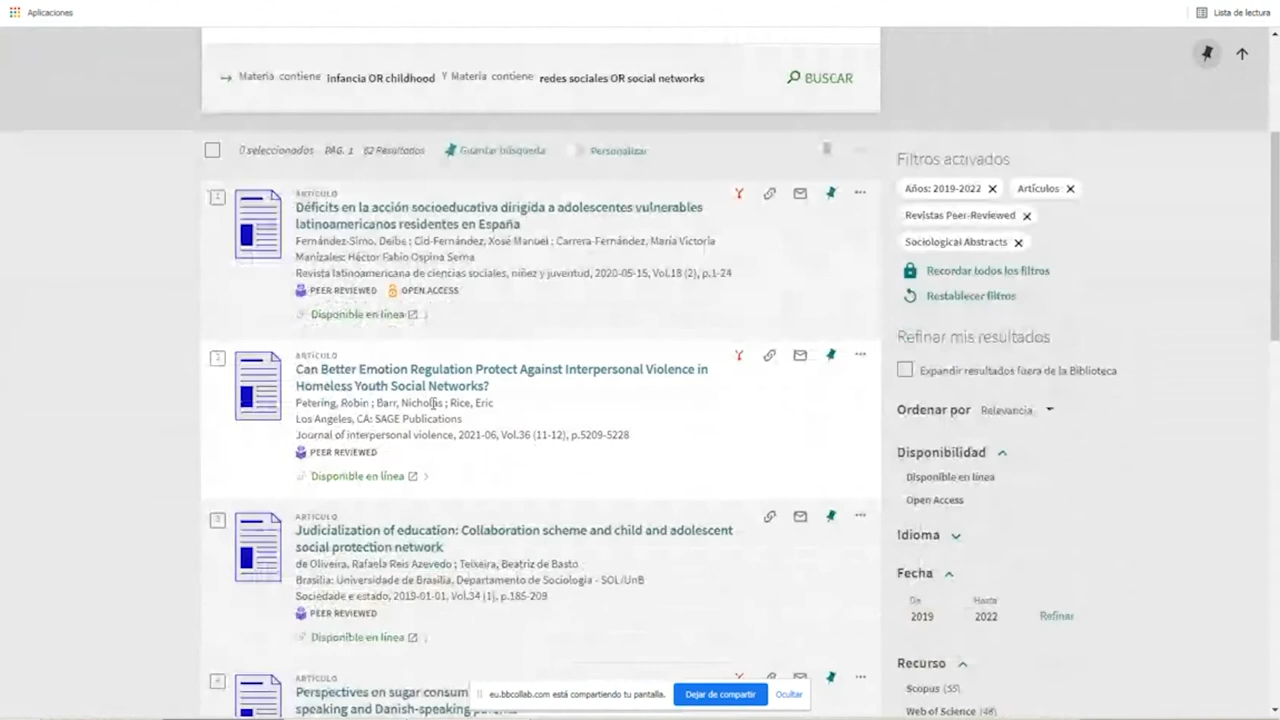 Aplicaciones
Lista de lectura
Materia contiene infancia OR childhood Y Materia contiene redes sociales OR social networks
BUSCAR
0 seleccionados PÁG. 1 62 Resultados Guardar búsqueda Personalizar
1
ARTÍCULO
Déficits en la acción socioeducativa dirigida a adolescentes vulnerables
latinoamericanos residentes en España
Fernández-Simo, Deibe ; Cid-Fernández, Xosé Manuel ; Carrera-Fernández, María Victoria
Manizales: Héctor Fabio Ospina Serna
Revista latinoamericana de ciencias sociales, niñez y juventud, 2020-05-15, Vol.18 (2), p.1-24
PEER REVIEWED OPEN ACCESS
Disponible en línea
ARTÍCULO
Can Better Emotion Regulation Protect Against Interpersonal Violence in
Homeless Youth Social Networks?
Petering, Robin ; Barr, Nicholas ; Rice, Eric
Los Angeles, CA: SAGE Publications
Journal of interpersonal violence, 2021-06, Vol.36 (11-12), p.5209-5228
PEER REVIEWED
Disponible en línea
3
ARTÍCULO
Judicialization of education: Collaboration scheme and child and adolescent
social protection network
de Oliveira, Rafaela Reis Azevedo ; Teixeira, Beatriz de Basto
Brasilia: Universidade de Brasília, Departamento de Sociologia - SOL/UnB
Sociedade e estado, 2019-01-01, Vol.34 (1), p.185-209
PEER REVIEWED
Disponible en línea
4
ARTÍCULO
Perspectives on sugar consum
speaking and Danish-speaking
Filtros activados
Años: 2019-2022
Artículos
Revistas Peer-Reviewed
Sociological Abstracts
Recordar todos los filtros
Restablecer filtros
Refinar mis resultados
Expandir resultados fuera de la Biblioteca
Ordenar por Relevancia
Disponibilidad
Disponible en línea
Open Access
Idioma
Fecha
De Hasta
2019 2022 Refinar
Recurso
Scopus (55)
Web of Science (48)
eu.bbcollab.com está compartiendo tu pantalla.
Dejar de compartir
Ocultar